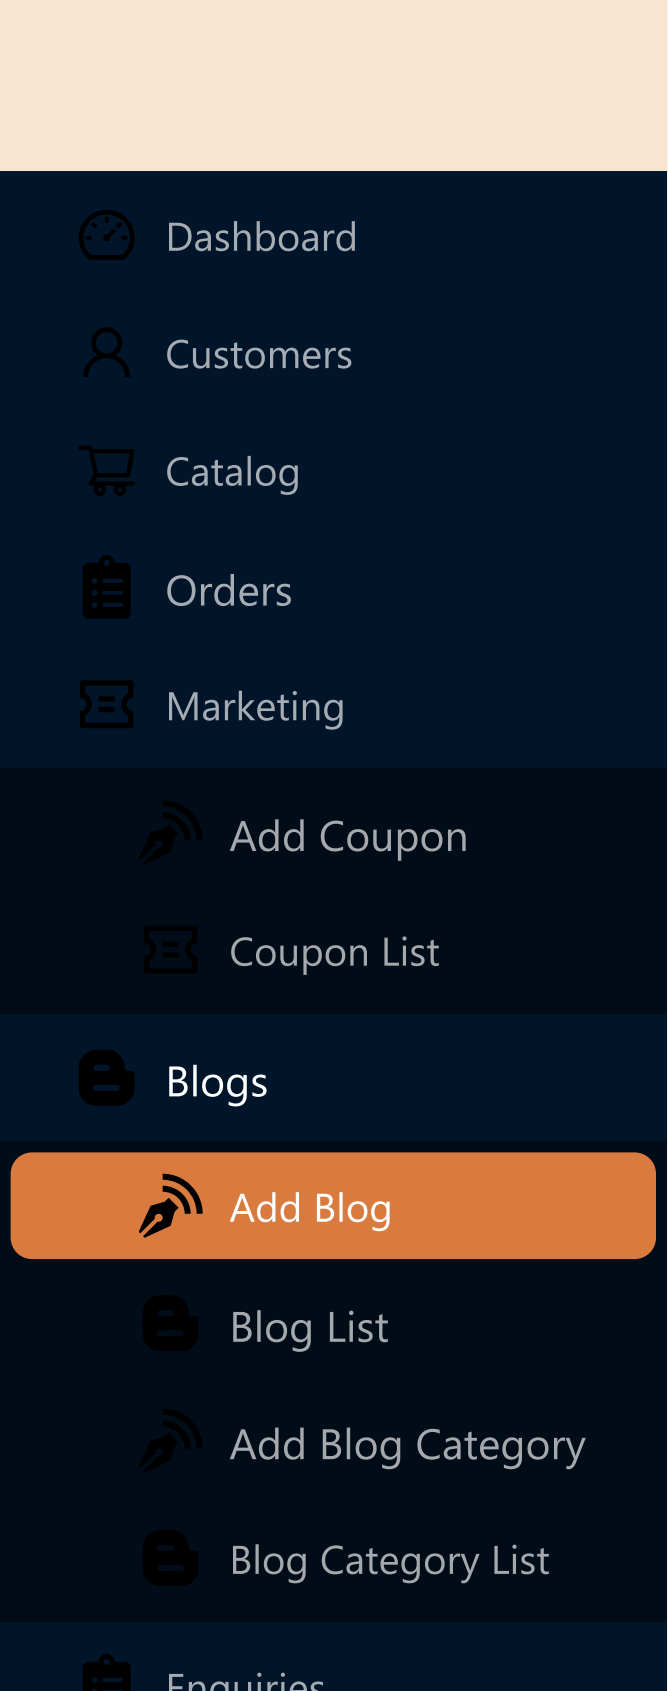 Dashboard
Customers
Catalog
Orders
Marketing
Add Coupon
Coupon List
Blogs
Add Blog
Blog List
Add Blog Category
Blog Category List
Enquiries